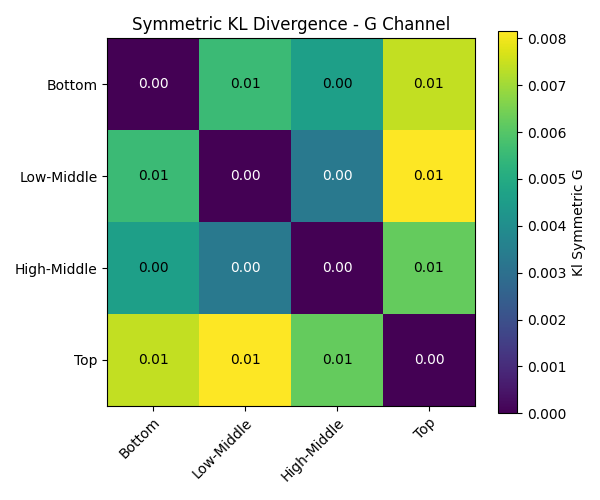 Symmetric KL Divergence - G Channel
Bottom 0.00 0.01 0.00 0.01
Low-Middle 0.01 0.00 0.00 0.01
High-Middle 0.00 0.00 0.00 0.01
Top 0.01 0.01 0.01 0.00
Bottom Low-Middle High-Middle Top
0.008
0.007
0.006
0.005
0.004
0.003
0.002
0.001
0.000
Kl Symmetric G